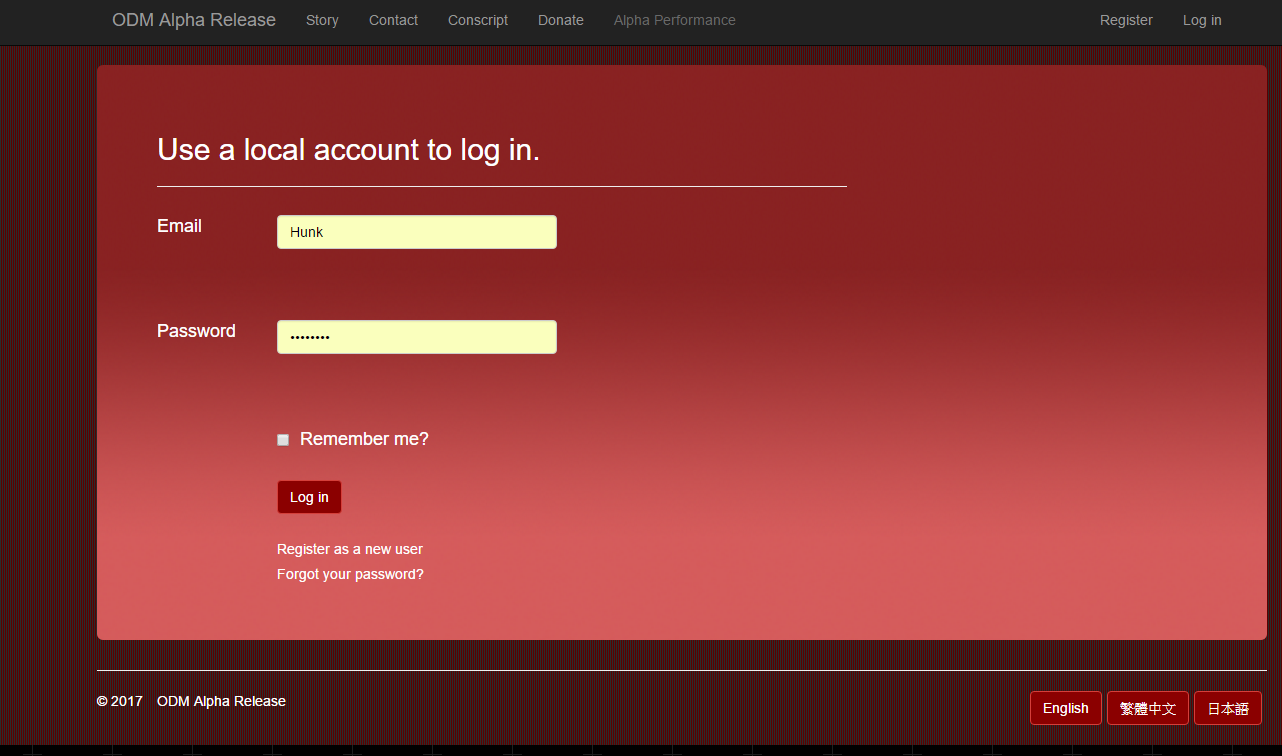 ODM Alpha Release Story Contact Conscript Donate Alpha Performance Register Log in
Use a local account to log in.
Email Hunk
Password ••••••••
Remember me?
Log in
Register as a new user
Forgot your password?
© 2017 ODM Alpha Release English 繁體中文 日本語